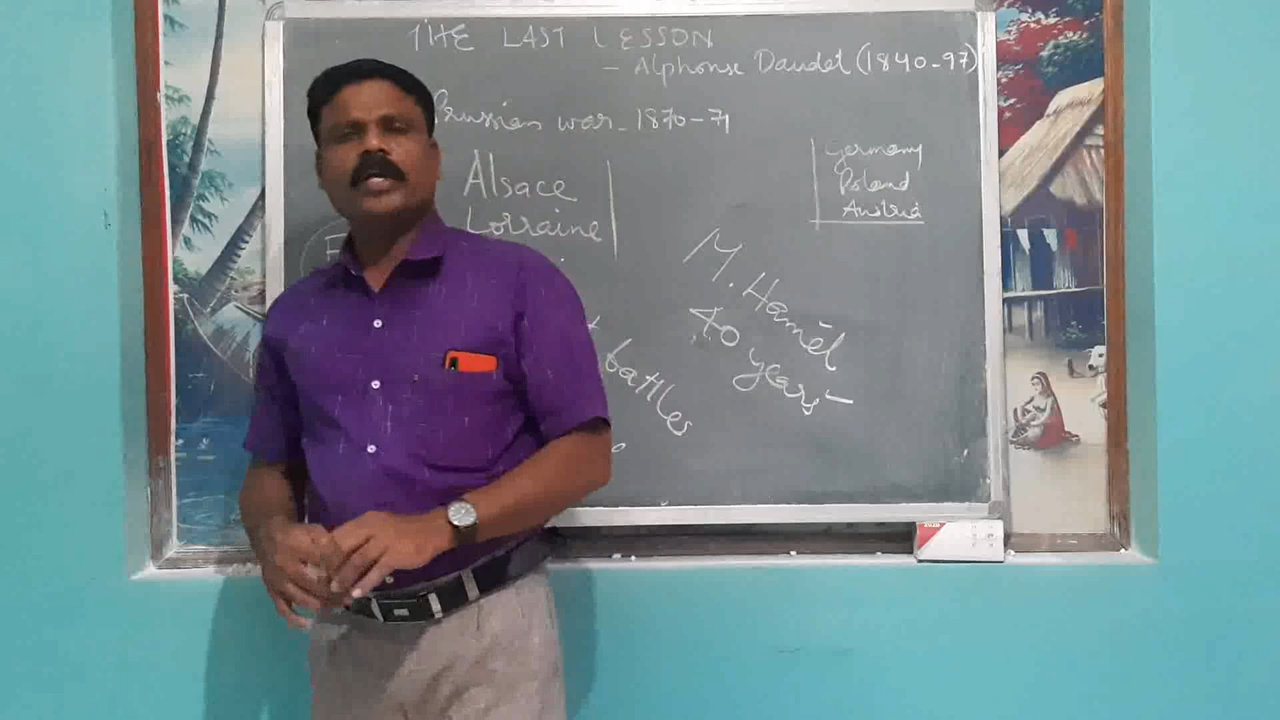 THE LAST LESSON
- Alphonse Daudet (1840-97)
Prussian war - 1870-71
Germany
Poland
Austria
Alsace
Lorraine
M. Hamel
40 years
battles